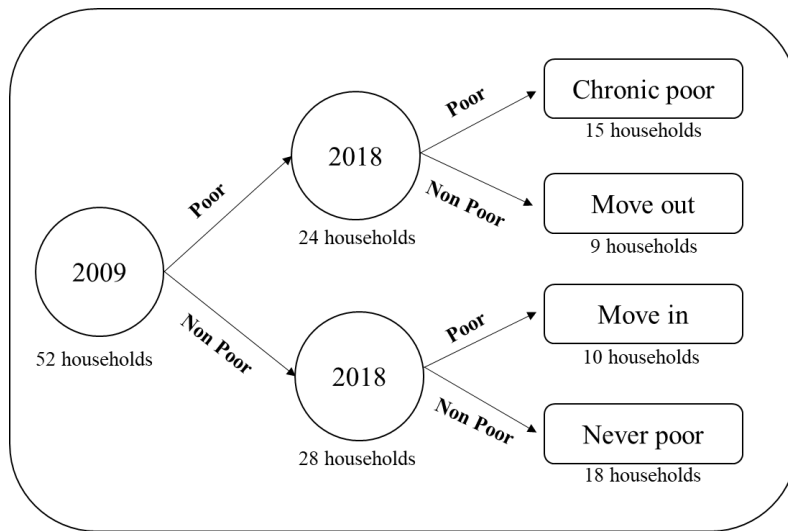 2009
52 households
Poor
Non Poor
2018
24 households
Poor
Non Poor
Chronic poor
15 households
Move out
9 households
2018
28 households
Poor
Non Poor
Move in
10 households
Never poor
18 households